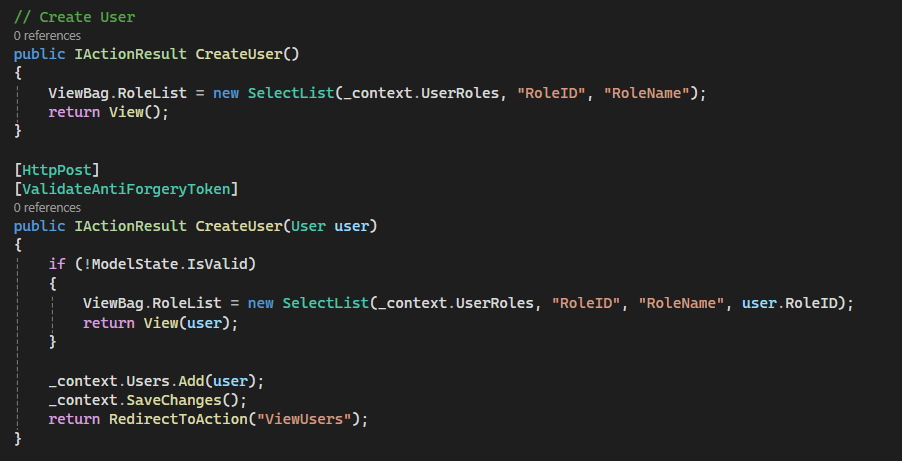 // Create User
0 references
public IActionResult CreateUser()
{
ViewBag.RoleList = new SelectList(_context.UserRoles, "RoleID", "RoleName");
return View();
}
[HttpPost]
[ValidateAntiForgeryToken]
0 references
public IActionResult CreateUser(User user)
{
if (!ModelState.IsValid)
{
ViewBag.RoleList = new SelectList(_context.UserRoles, "RoleID", "RoleName", user.RoleID);
return View(user);
}
_context.Users.Add(user);
_context.SaveChanges();
return RedirectToAction("ViewUsers");
}